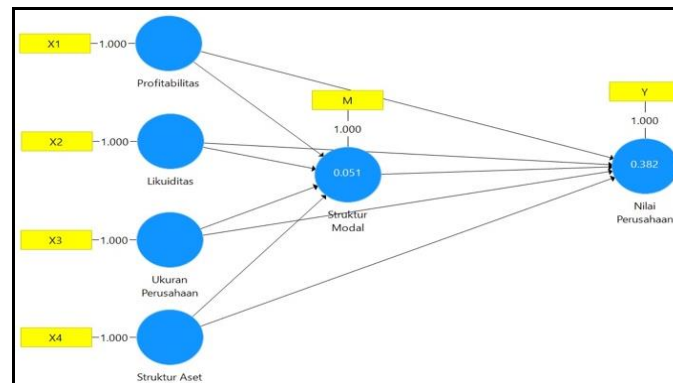 X1
1.000
Profitabilitas
X2
1.000
Likuiditas
X3
1.000
Ukuran
Perusahaan
X4
1.000
Struktur Aset
M
1.000
0.051
Struktur
Modal
Y
1.000
0.382
Nilai
Perusahaan